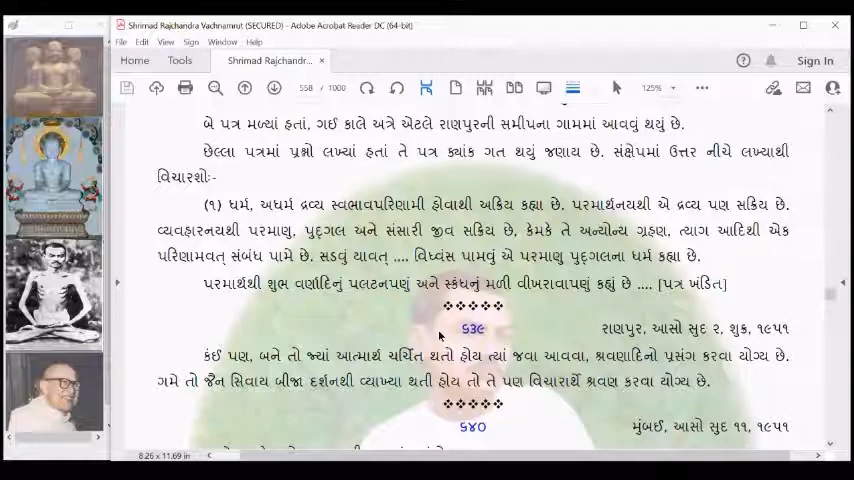 Shrimad Rajchandra Vachnamrut (SECURED) - Adobe Acrobat Reader DC (64-bit)
File Edit View Sign Window Help
Home Tools Shrimad Rajchandra... × Sign In
558 / 1000 125%
બે પત્ર મળ્યાં હતાં, ગઈ કાલે અત્રે એટલે રાણપુરની સમીપના ગામમાં આવવું થયું છે.
છેલ્લા પત્રમાં પ્રશ્નો લખ્યાં હતાં તે પત્ર ક્યાંક ગત થયું જણાય છે. સંક્ષેપમાં ઉત્તર નીચે લખ્યાથી
વિચારશોઃ-
(૧) ધર્મ, અધર્મ દ્રવ્ય સ્વભાવપરિણામી હોવાથી અક્રિય કહ્યા છે. પરમાર્થનયથી એ દ્રવ્ય પણ સક્રિય છે.
વ્યવહારનયથી પરમાણુ, પુદ્ગલ અને સંસારી જીવ સક્રિય છે, કેમકે તે અન્યોન્ય ગ્રહણ, ત્યાગ આદિથી એક
પરિણામવત્ સંબંધ પામે છે. સડવું યાવત્ .... વિધ્વંસ પામવું એ પરમાણુ પુદ્ગલના ધર્મ કહ્યા છે.
પરમાર્થથી શુભ વર્ણાદિનું પલટનપણું અને સ્કંધનું મળી વીખરાવાપણું કહ્યું છે .... [પત્ર ખંડિત]
૬૩૯ રાણપુર, આસો સુદ ૨, શુક્ર, ૧૯૫૧
કંઈ પણ, બને તો જ્યાં આત્માર્થ ચર્ચિત થતો હોય ત્યાં જવા આવવા, શ્રવણાદિનો પ્રસંગ કરવા યોગ્ય છે.
ગમે તો જૈન સિવાય બીજા દર્શનથી વ્યાખ્યા થતી હોય તો તે પણ વિચારાર્થે શ્રવણ કરવા યોગ્ય છે.
૬૪૦ મુંબઈ, આસો સુદ ૧૧, ૧૯૫૧
8.26 x 11.69 in